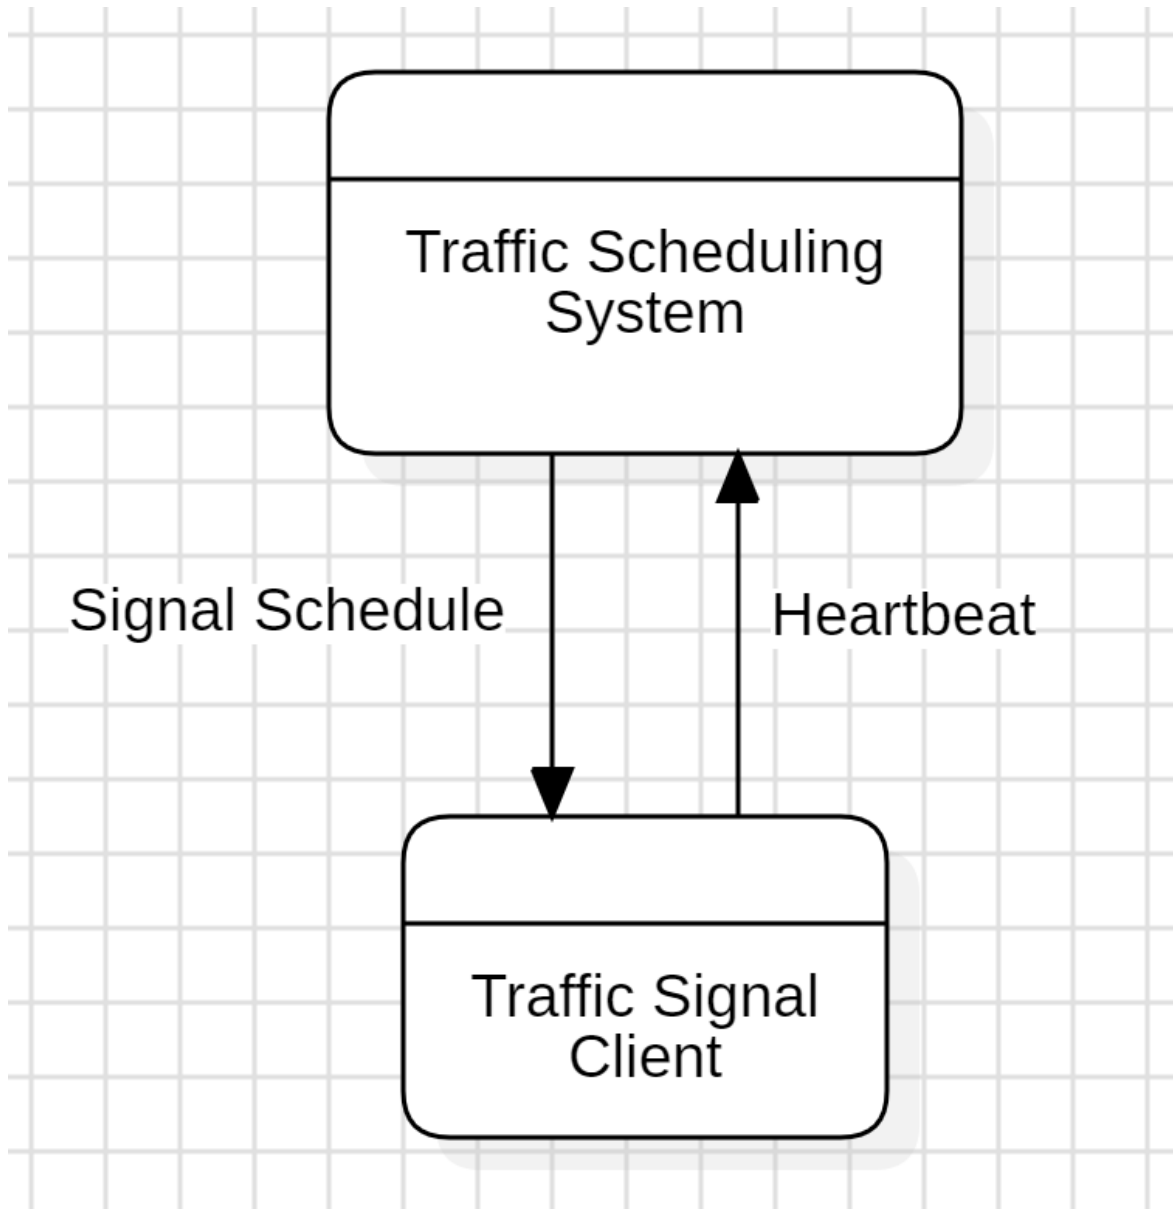 Traffic Scheduling
System
Signal Schedule
Heartbeat
Traffic Signal
Client